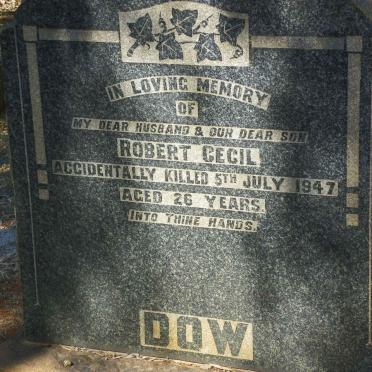 IN LOVING MEMORY
OF
MY DEAR HUSBAND & OUR DEAR SON
ROBERT CECIL
ACCIDENTALLY KILLED 5TH JULY 1947
AGED 26 YEARS.
INTO THINE HANDS.
DOW